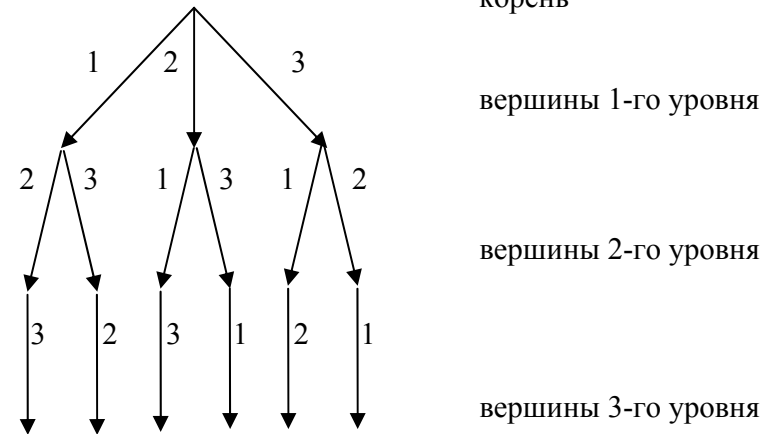 корень
1 2 3
вершины 1-го уровня
2 3 1 3 1 2
вершины 2-го уровня
3 2 3 1 2 1
вершины 3-го уровня